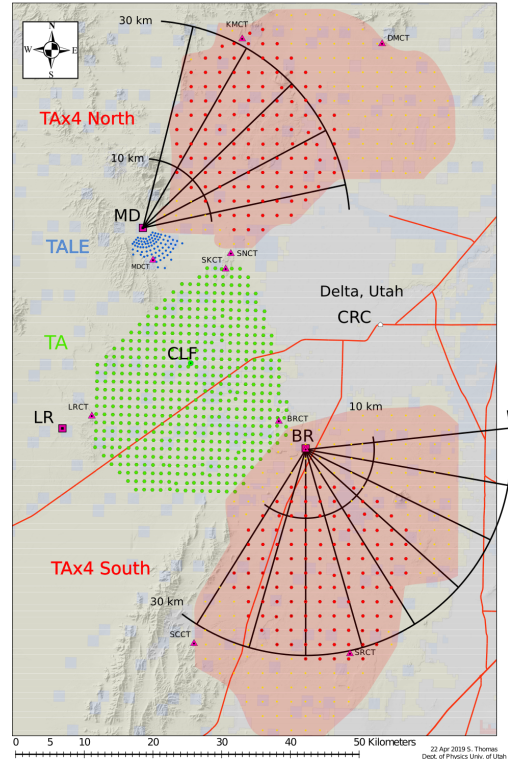 30 km
KMCT
DMCT
N
W E
S
TAx4 North
10 km
MD
TALE
MDCT
SNCT
SKCT
Delta, Utah
CRC
TA
CLF
LRCT
LR
10 km
BRCT
BR
TAx4 South
30 km
SCCT
SRCT
0 5 10 20 30 40 50 Kilometers
22 Apr 2019 S. Thomas
Dept. of Physics Univ. of Utah